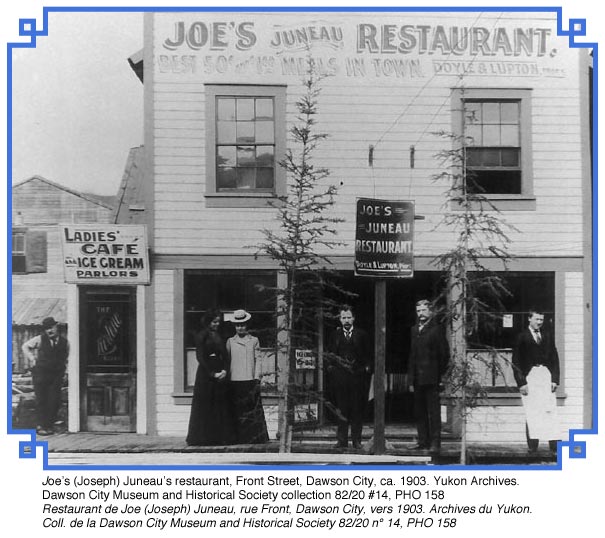 JOE'S JUNEAU RESTAURANT.
BEST 50¢ and $1.00 MEALS IN TOWN. DOYLE & LUPTON, PROPS.
JOE'S
JUNEAU
RESTAURANT.
DOYLE & LUPTON, PROPS.
LADIES'
CAFÉ
and ICE CREAM
PARLORS
THE
Joe's (Joseph) Juneau's restaurant, Front Street, Dawson City, ca. 1903. Yukon Archives.
Dawson City Museum and Historical Society collection 82/20 #14, PHO 158
Restaurant de Joe (Joseph) Juneau, rue Front, Dawson City, vers 1903. Archives du Yukon.
Coll. de la Dawson City Museum and Historical Society 82/20 n° 14, PHO 158